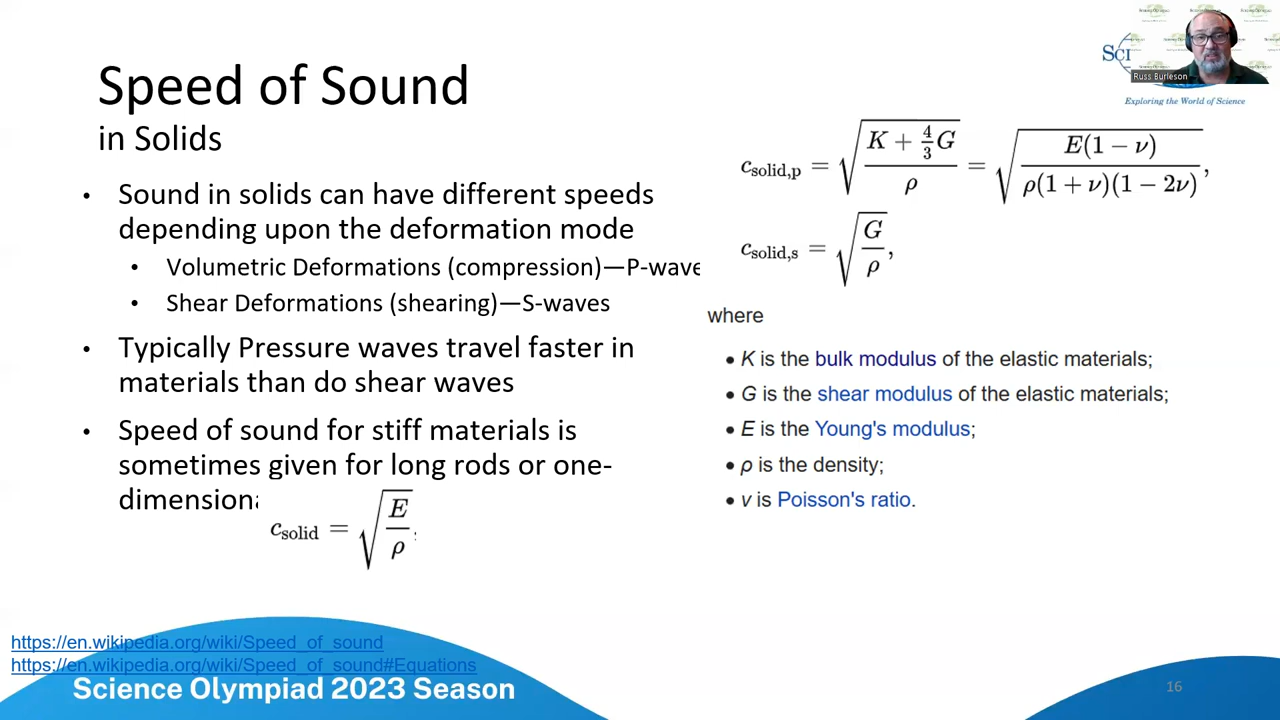 Speed of Sound
in Solids
• Sound in solids can have different speeds
depending upon the deformation mode
• Volumetric Deformations (compression)—P-wave
• Shear Deformations (shearing)—S-waves
• Typically Pressure waves travel faster in
materials than do shear waves
• Speed of sound for stiff materials is
sometimes given for long rods or one-
dimensiona
c_solid = √(E/ρ)
https://en.wikipedia.org/wiki/Speed_of_sound
https://en.wikipedia.org/wiki/Speed_of_sound#Equations
Science Olympiad 2023 Season
Russ Burleson
Exploring the World of Science
c_solid,p = √((K + 4/3 G)/ρ) = √(E(1 − ν)/(ρ(1 + ν)(1 − 2ν))),
c_solid,s = √(G/ρ),
where
• K is the bulk modulus of the elastic materials;
• G is the shear modulus of the elastic materials;
• E is the Young's modulus;
• ρ is the density;
• ν is Poisson's ratio.
16